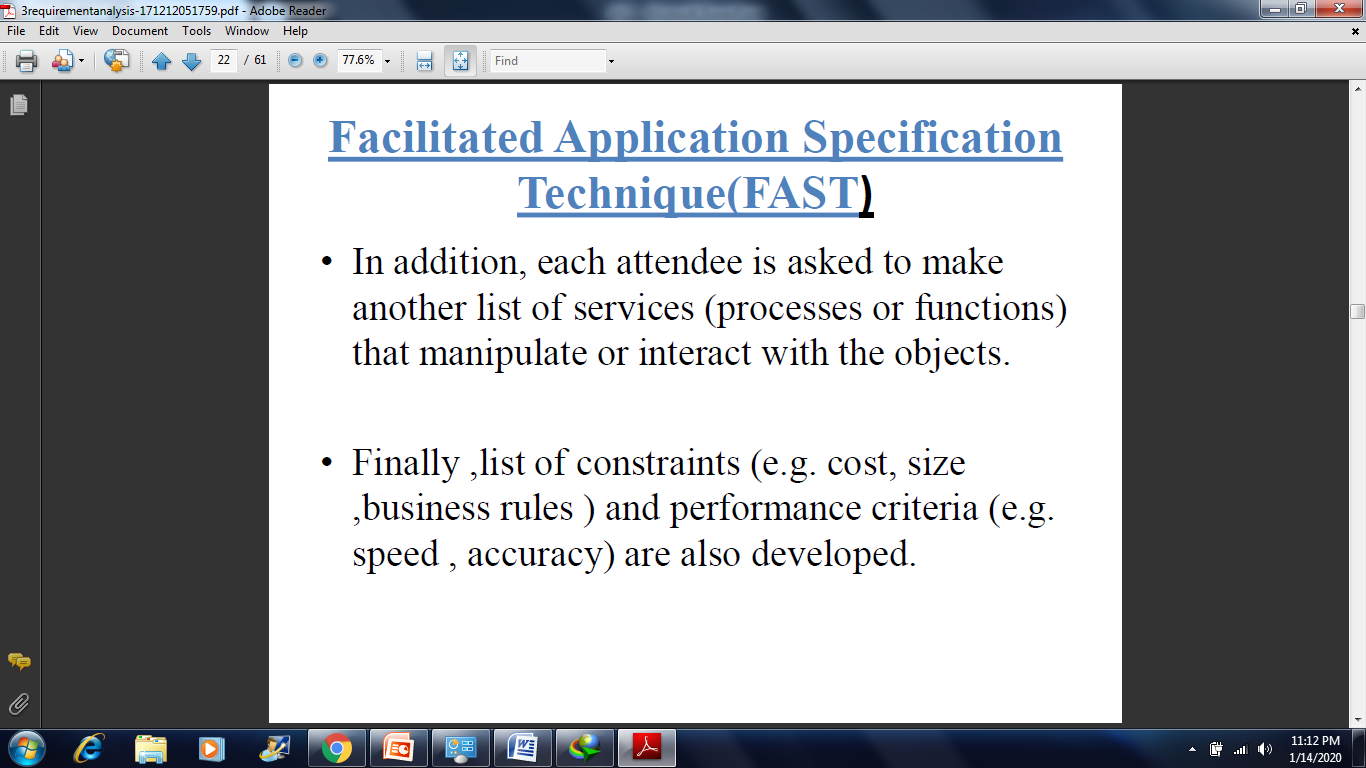 3requirementanalysis-171212051759.pdf - Adobe Reader
File Edit View Document Tools Window Help
22 / 61 77.6% Find
Facilitated Application Specification
Technique(FAST)
• In addition, each attendee is asked to make
another list of services (processes or functions)
that manipulate or interact with the objects.
• Finally ,list of constraints (e.g. cost, size
,business rules ) and performance criteria (e.g.
speed , accuracy) are also developed.
11:12 PM
1/14/2020